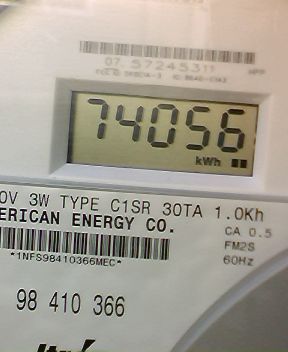 07. 57245311
74056
kWh
0V 3W TYPE C1SR 30TA 1.0Kh
ERICAN ENERGY CO.
CA 0.5
FM2S
60Hz
*1NFS98410366MEC*
98 410 366